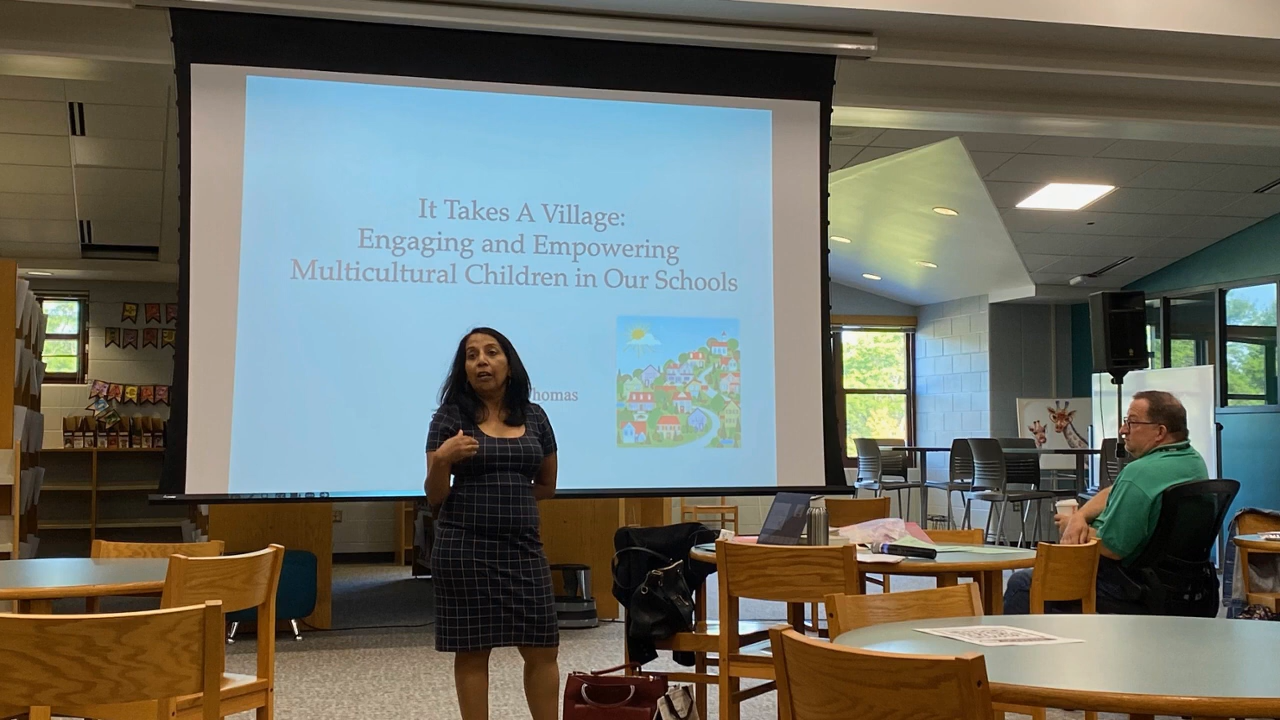 It Takes A Village:
Engaging and Empowering
Multicultural Children in Our Schools
Thomas